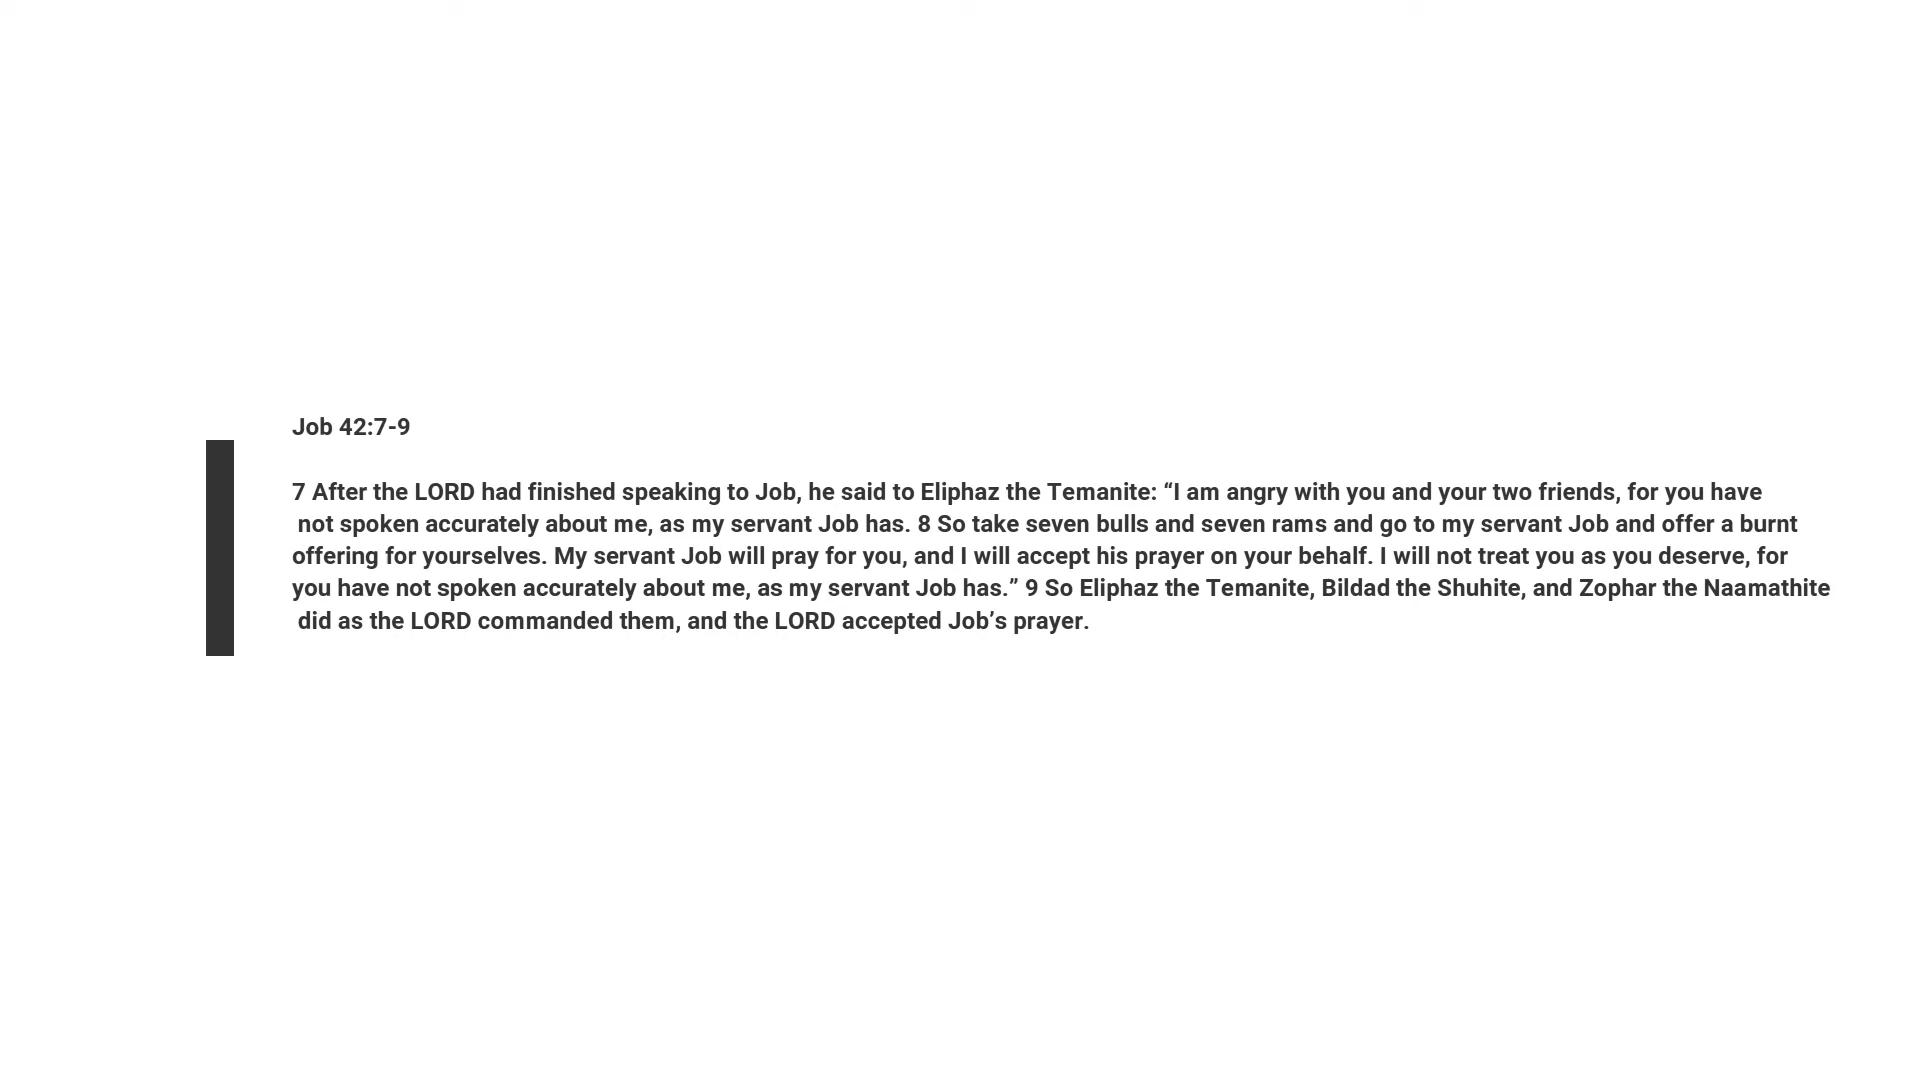 Job 42:7-9
7 After the LORD had finished speaking to Job, he said to Eliphaz the Temanite: “I am angry with you and your two friends, for you have
not spoken accurately about me, as my servant Job has. 8 So take seven bulls and seven rams and go to my servant Job and offer a burnt
offering for yourselves. My servant Job will pray for you, and I will accept his prayer on your behalf. I will not treat you as you deserve, for
you have not spoken accurately about me, as my servant Job has.” 9 So Eliphaz the Temanite, Bildad the Shuhite, and Zophar the Naamathite
did as the LORD commanded them, and the LORD accepted Job’s prayer.